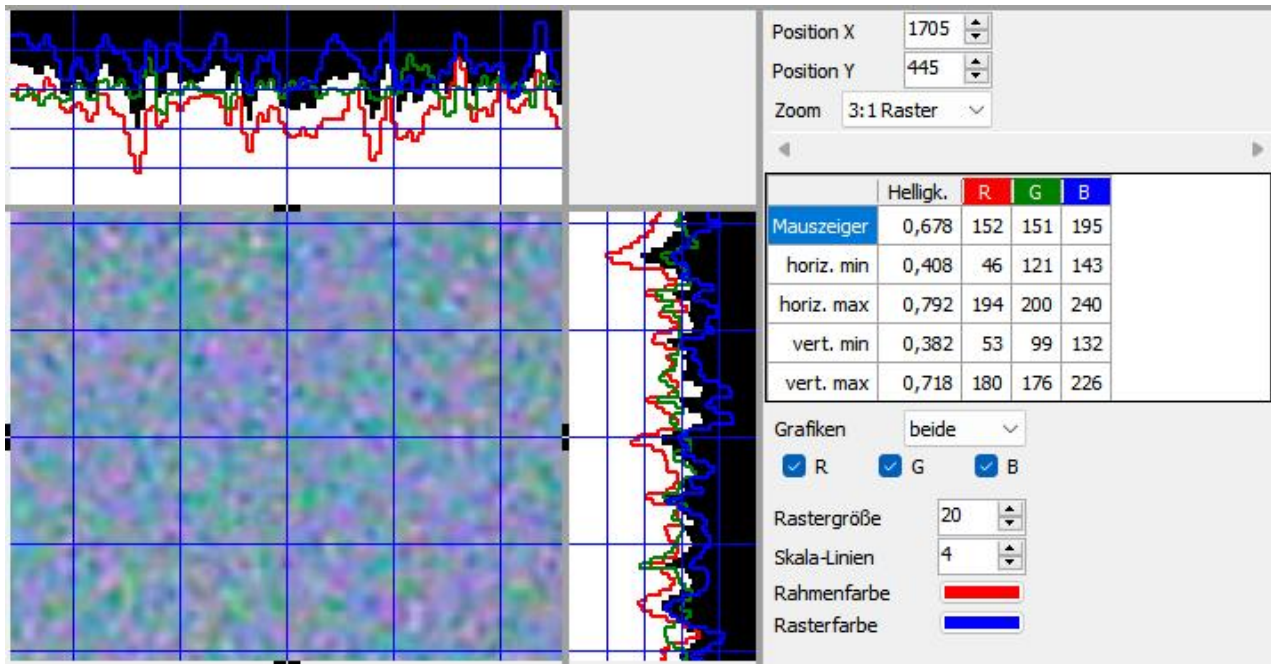 Position X 1705
Position Y 445
Zoom 3:1 Raster
Helligk. R G B
Mauszeiger 0,678 152 151 195
horiz. min 0,408 46 121 143
horiz. max 0,792 194 200 240
vert. min 0,382 53 99 132
vert. max 0,718 180 176 226
Grafiken beide
R G B
Rastergröße 20
Skala-Linien 4
Rahmenfarbe
Rasterfarbe